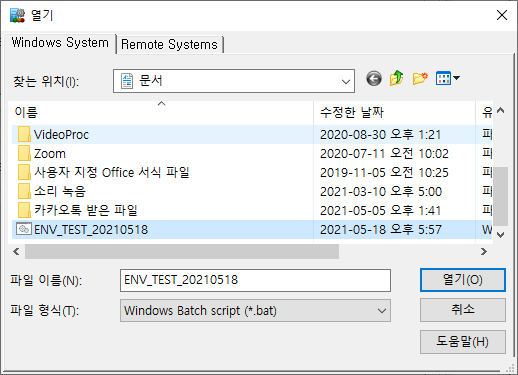 열기
Windows System Remote Systems
찾는 위치(I): 문서
이름 수정한 날짜 유
VideoProc 2020-08-30 오후 1:21 파
Zoom 2020-07-11 오전 10:02 파
사용자 지정 Office 서식 파일 2019-11-05 오전 10:25 파
소리 녹음 2021-03-10 오후 5:00 파
카카오톡 받은 파일 2021-05-05 오후 1:41 파
ENV_TEST_20210518 2021-05-18 오후 5:57 W
파일 이름(N): ENV_TEST_20210518 열기(O)
파일 형식(T): Windows Batch script (*.bat) 취소
도움말(H)